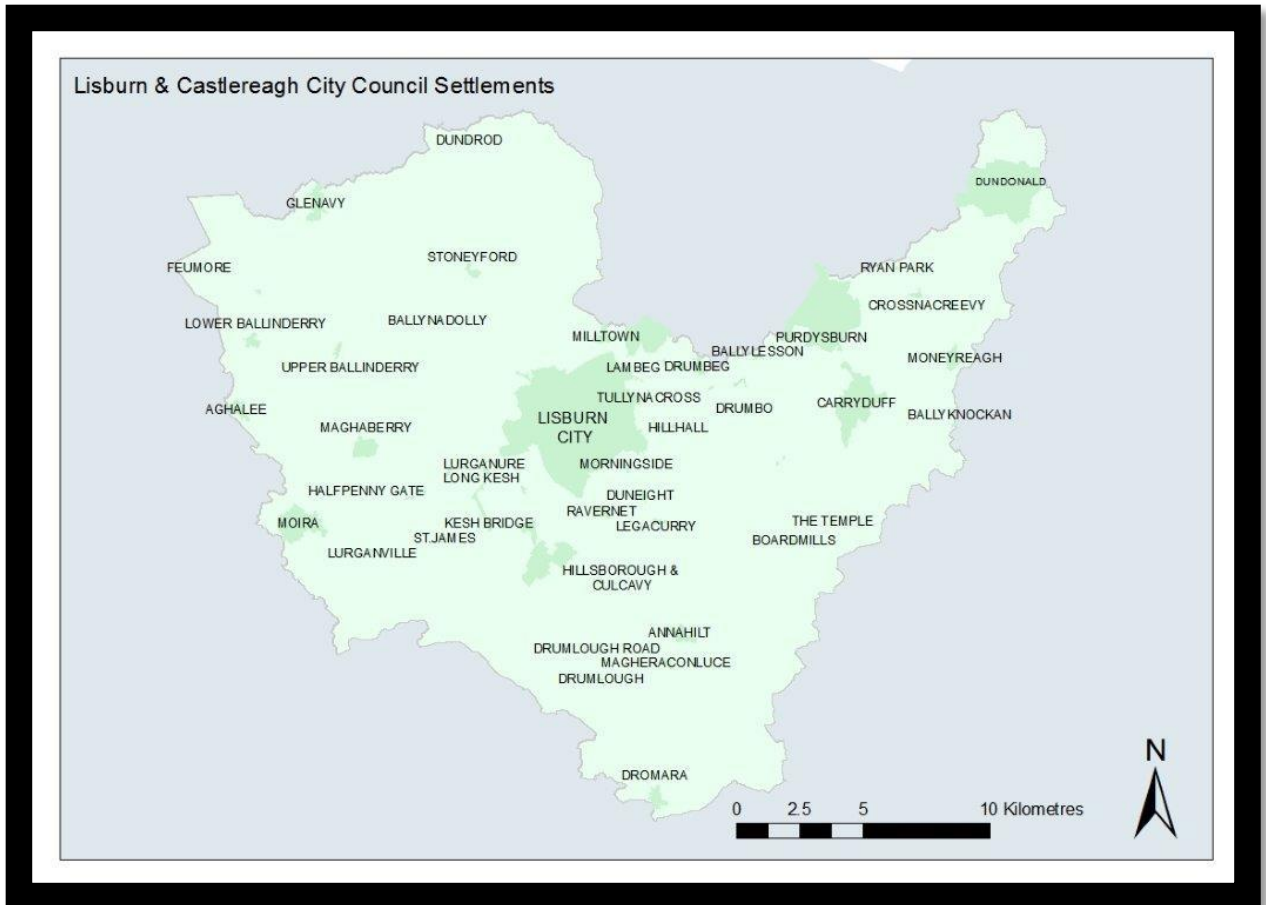 Lisburn & Castlereagh City Council Settlements
DUNDROD
DUNDONALD
GLENAVY
STONEYFORD
FEUMORE
RYAN PARK
CROSSNACREEVY
LOWER BALLINDERRY
BALLYNADOLLY
MILLTOWN
PURDYSBURN
BALLYLESSON
MONEYREAGH
UPPER BALLINDERRY
LAMBEG
DRUMBEG
TULLYNACROSS
DRUMBO
CARRYDUFF
AGHALEE
BALLYKNOCKAN
LISBURN
CITY
MAGHABERRY
HILLHALL
LURGANURE
LONG KESH
MORNINGSIDE
HALFPENNY GATE
DUNEIGHT
RAVERNET
MOIRA
KESH BRIDGE
LEGACURRY
THE TEMPLE
ST.JAMES
BOARDMILLS
LURGANVILLE
HILLSBOROUGH &
CULCAVY
ANNAHILT
DRUMLOUGH ROAD
MAGHERACONLUCE
DRUMLOUGH
DROMARA
N
0 2.5 5 10 Kilometres